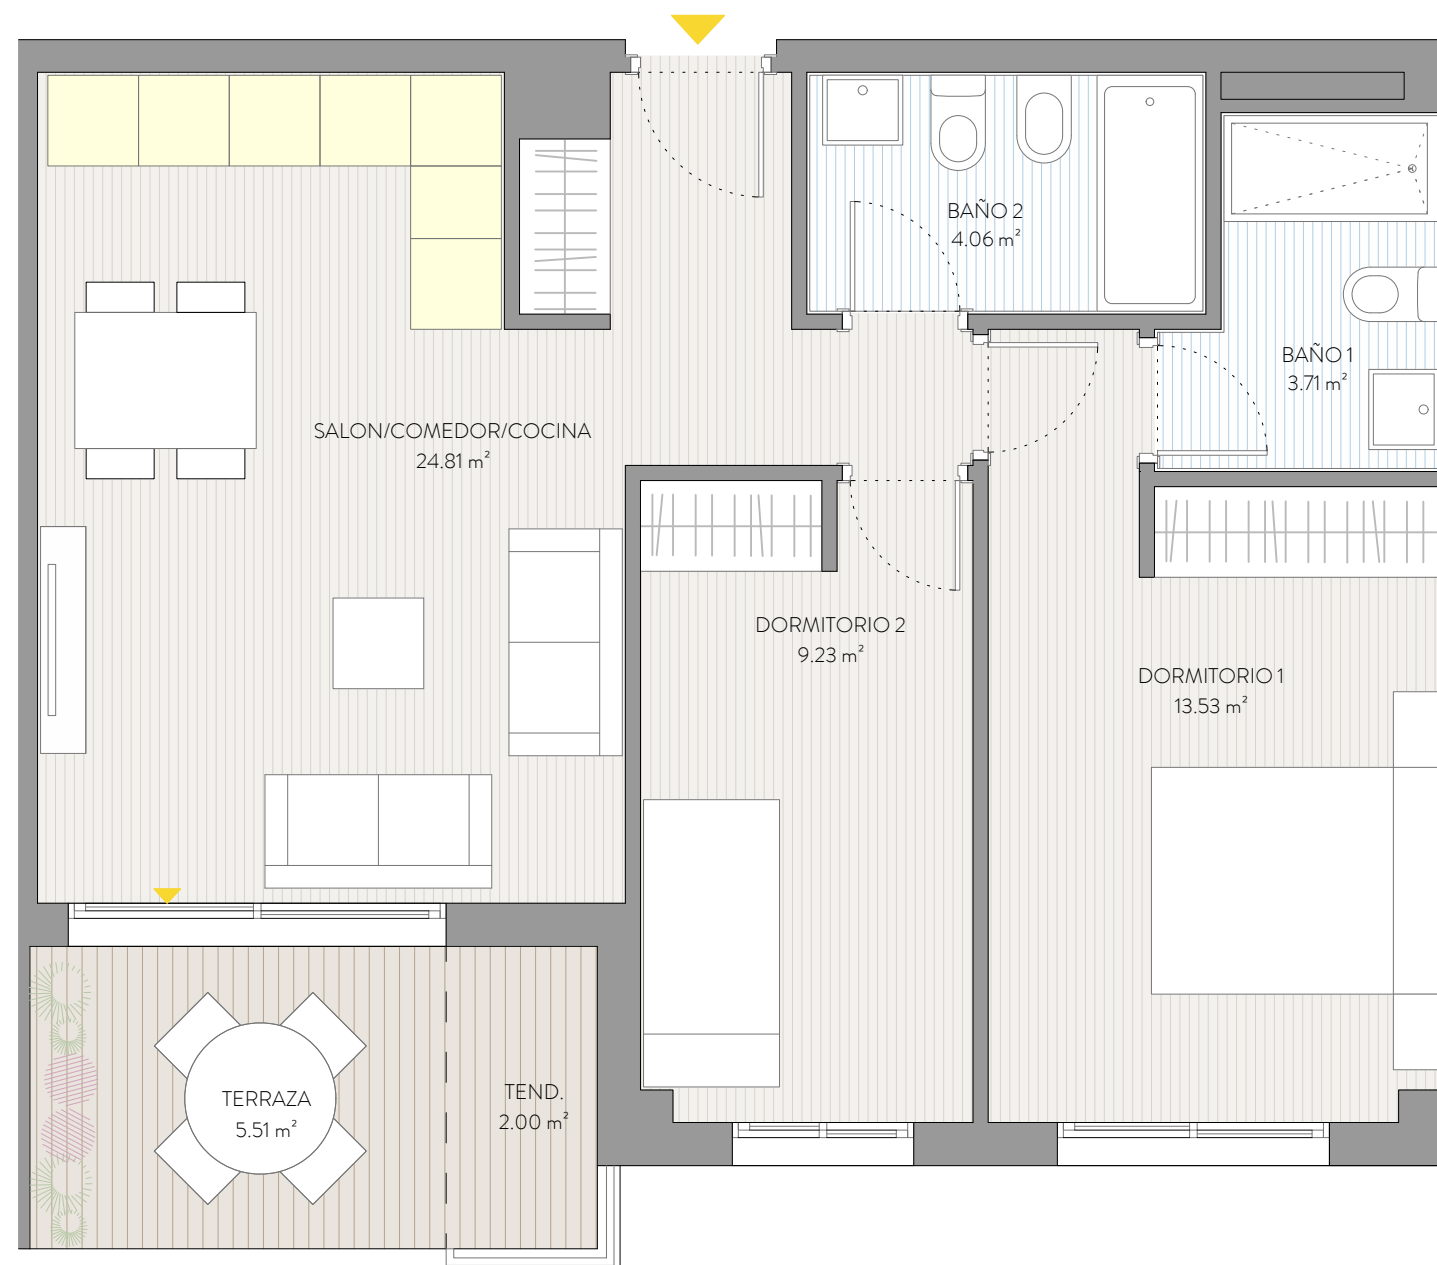 BAÑO 2
4.06 m²
BAÑO 1
3.71 m²
SALON/COMEDOR/COCINA
24.81 m²
DORMITORIO 2
9.23 m²
DORMITORIO 1
13.53 m²
TERRAZA
5.51 m²
TEND.
2.00 m²